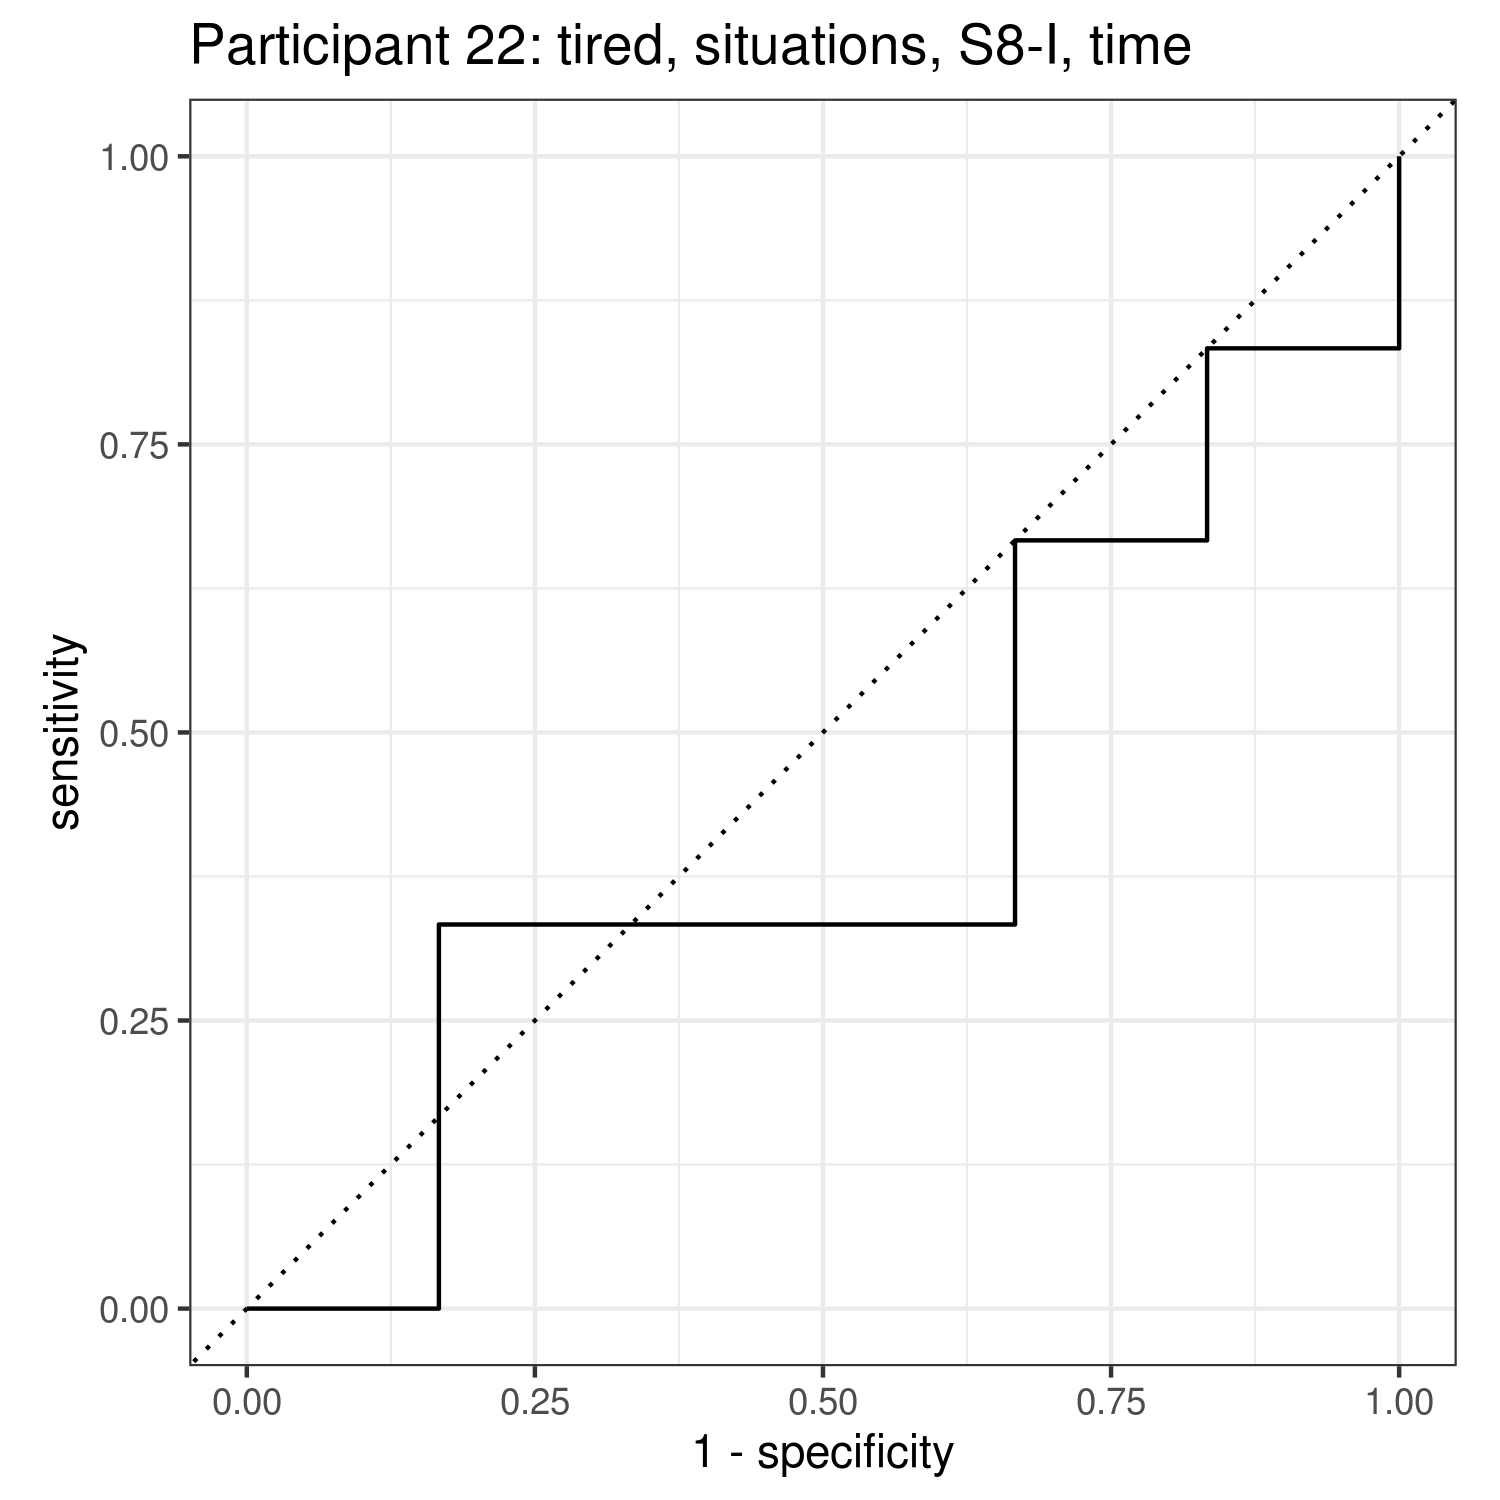 Participant 22: tired, situations, S8-I, time
1.00
0.75
0.50
0.25
0.00
sensitivity
0.00 0.25 0.50 0.75 1.00
1 - specificity